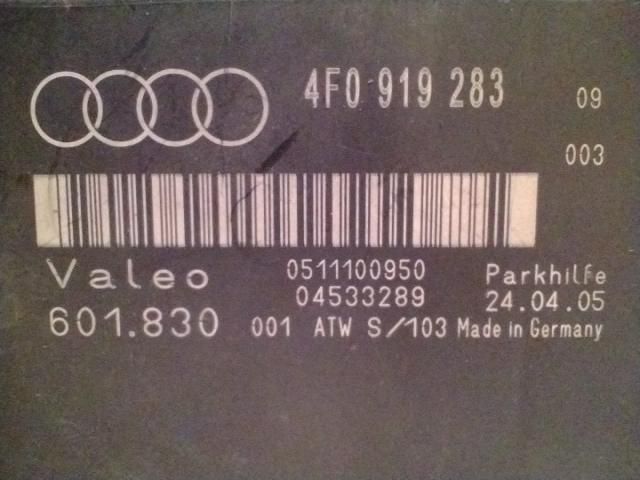 4F0 919 283 09
003
Valeo 0511100950 Parkhilfe
04533289 24.04.05
601.830 001 ATW S/103 Made in Germany